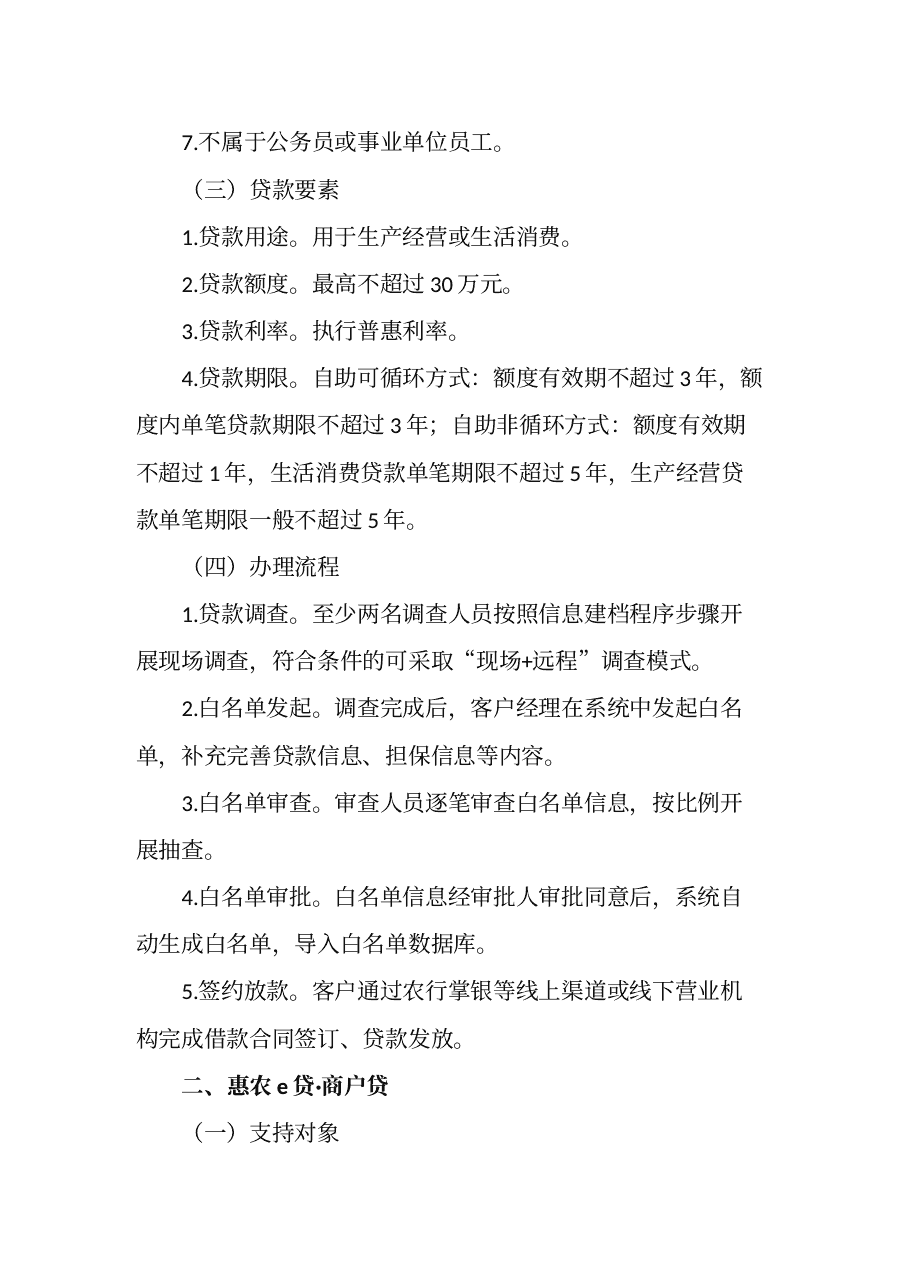 7.不属于公务员或事业单位员工。
（三）贷款要素
1.贷款用途。用于生产经营或生活消费。
2.贷款额度。最高不超过 30 万元。
3.贷款利率。执行普惠利率。
4.贷款期限。自助可循环方式：额度有效期不超过 3 年，额
度内单笔贷款期限不超过 3 年；自助非循环方式：额度有效期
不超过 1 年，生活消费贷款单笔期限不超过 5 年，生产经营贷
款单笔期限一般不超过 5 年。
（四）办理流程
1.贷款调查。至少两名调查人员按照信息建档程序步骤开
展现场调查，符合条件的可采取“现场+远程”调查模式。
2.白名单发起。调查完成后，客户经理在系统中发起白名
单，补充完善贷款信息、担保信息等内容。
3.白名单审查。审查人员逐笔审查白名单信息，按比例开
展抽查。
4.白名单审批。白名单信息经审批人审批同意后，系统自
动生成白名单，导入白名单数据库。
5.签约放款。客户通过农行掌银等线上渠道或线下营业机
构完成借款合同签订、贷款发放。
二、惠农 e 贷·商户贷
（一）支持对象